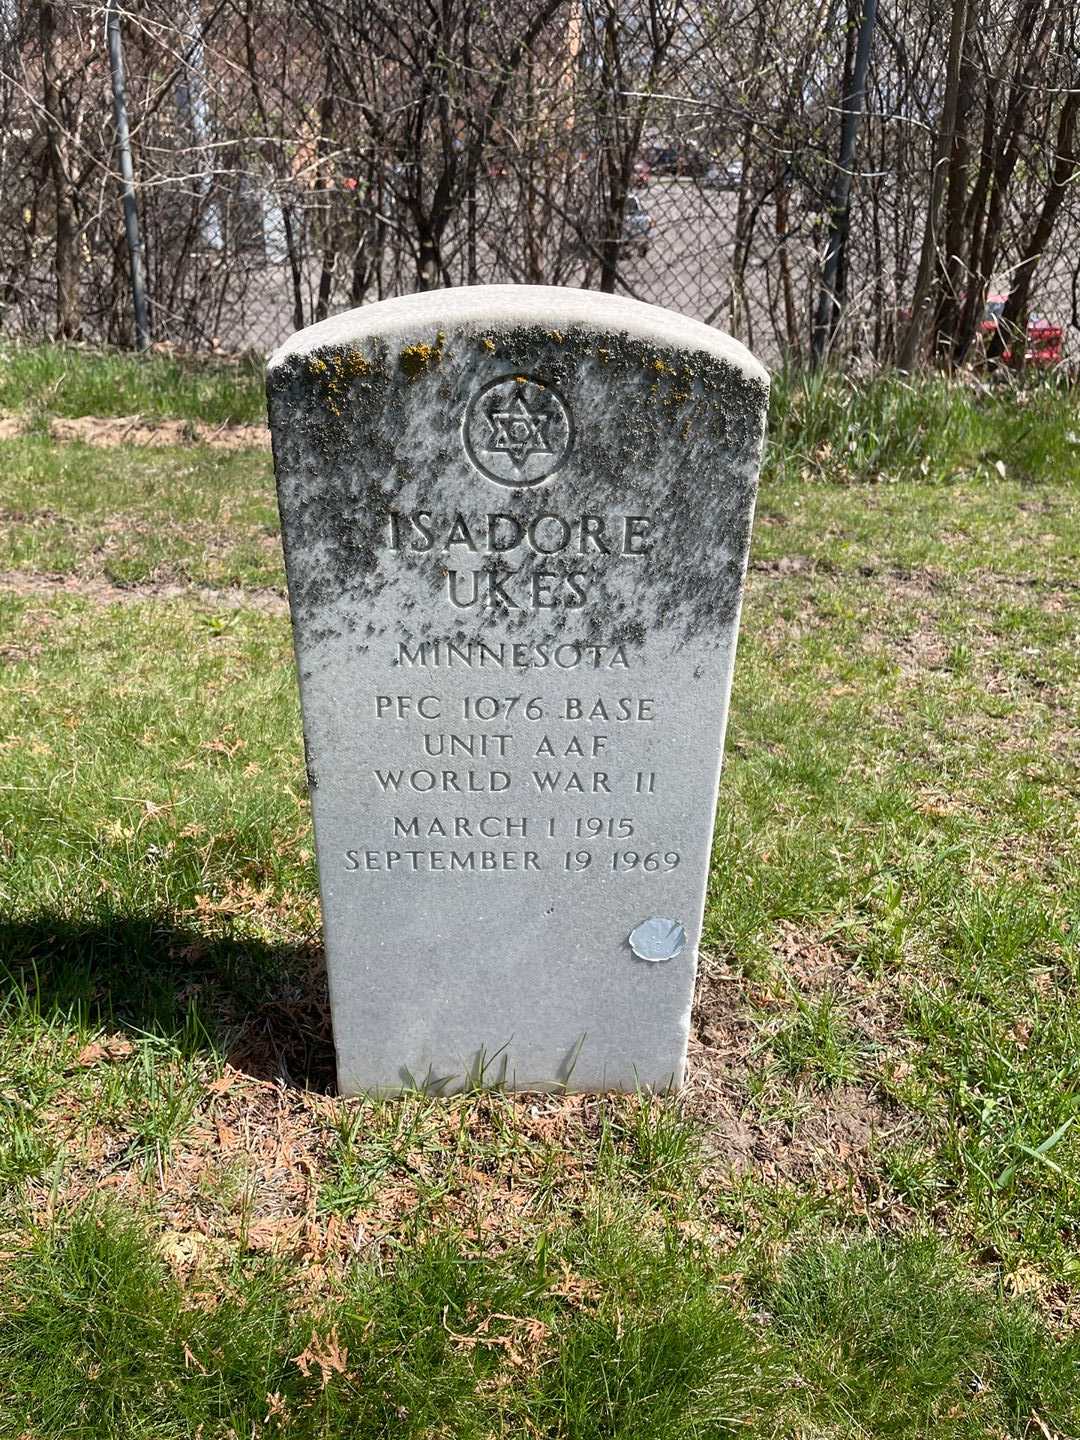 ISADORE
UKES
MINNESOTA
PFC 1076 BASE
UNIT AAF
WORLD WAR II
MARCH 1 1915
SEPTEMBER 19 1969